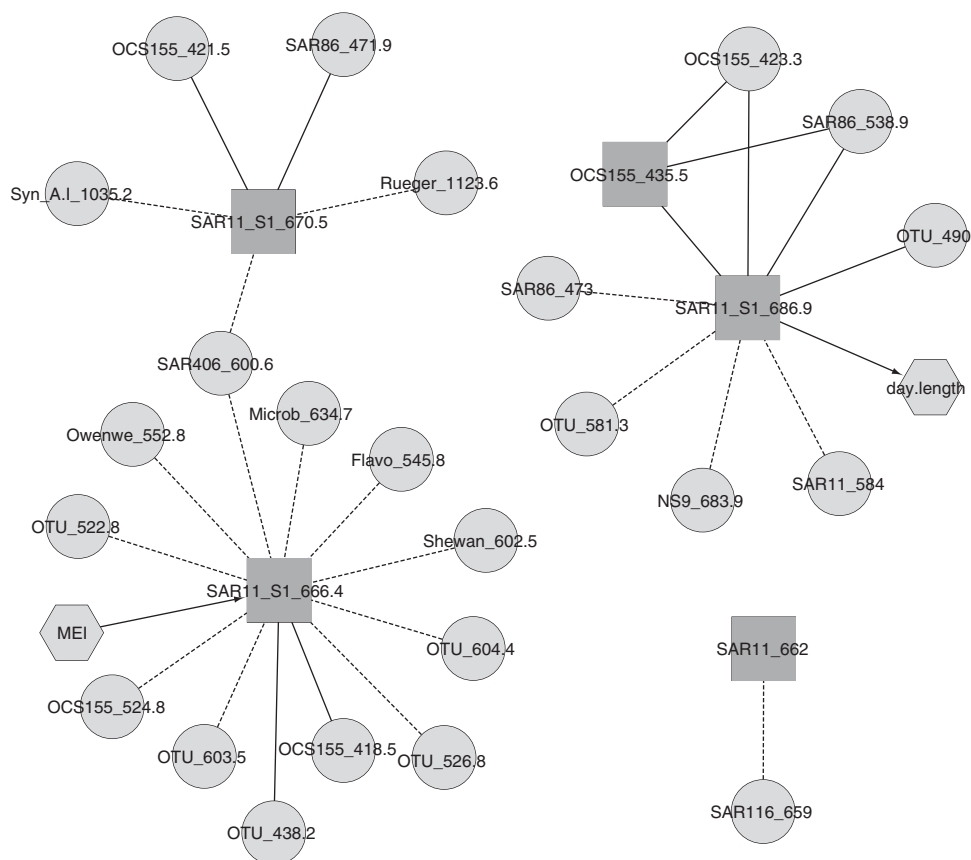 OCS155_421.5
SAR86_471.9
Syn_A.I_1035.2
Rueger_1123.6
SAR11_S1_670.5
SAR406_600.6
Microb_634.7
Owenwe_552.8
Flavo_545.8
OTU_522.8
Shewan_602.5
SAR11_S1_666.4
MEI
OTU_604.4
OCS155_524.8
OTU_603.5
OCS155_418.5
OTU_526.8
OTU_438.2
OCS155_423.3
SAR86_538.9
OCS155_435.5
OTU_490
SAR86_473
SAR11_S1_686.9
day.length
OTU_581.3
NS9_683.9
SAR11_584
SAR11_662
SAR116_659